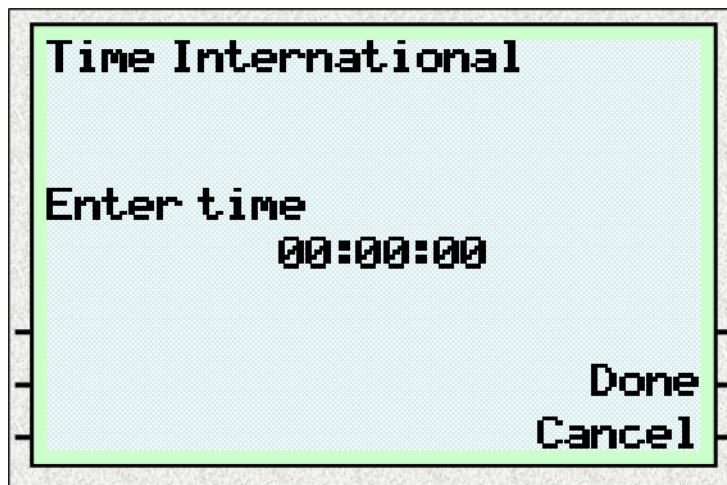 Time International
Enter time
00:00:00
Done
Cancel